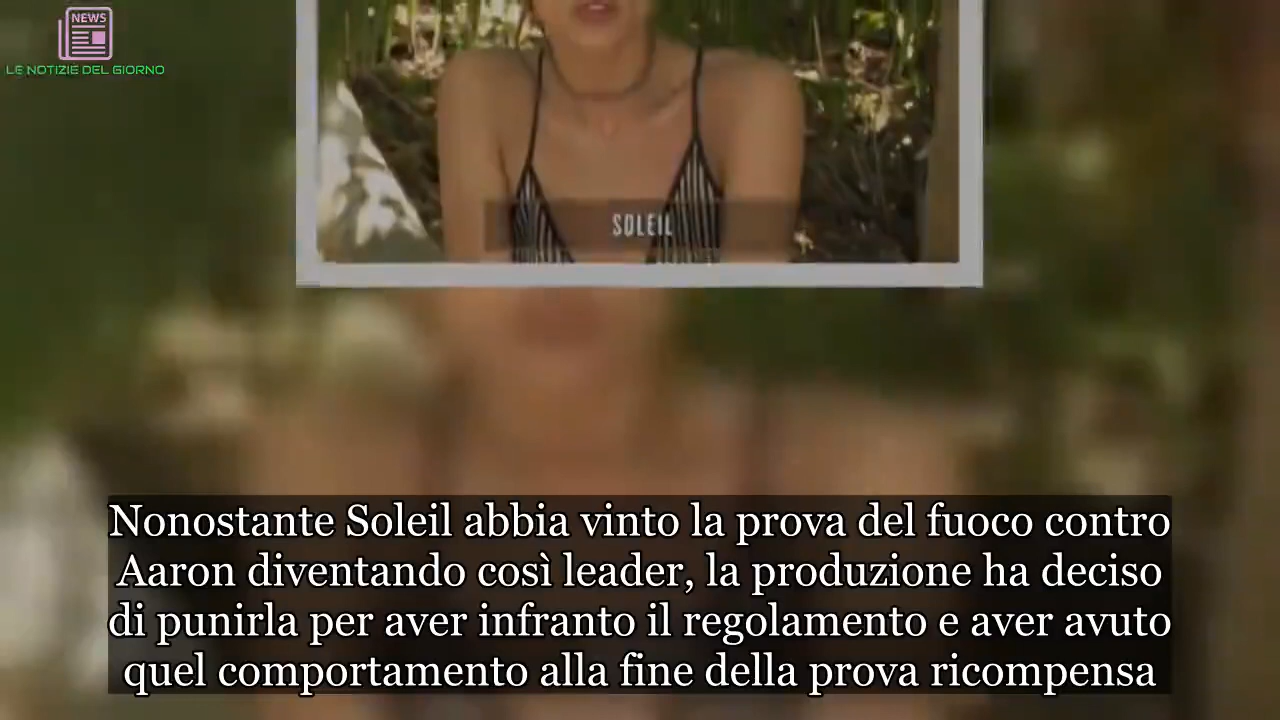 NEWS
LE NOTIZIE DEL GIORNO
SOLEIL
Nonostante Soleil abbia vinto la prova del fuoco contro
Aaron diventando così leader, la produzione ha deciso
di punirla per aver infranto il regolamento e aver avuto
quel comportamento alla fine della prova ricompensa